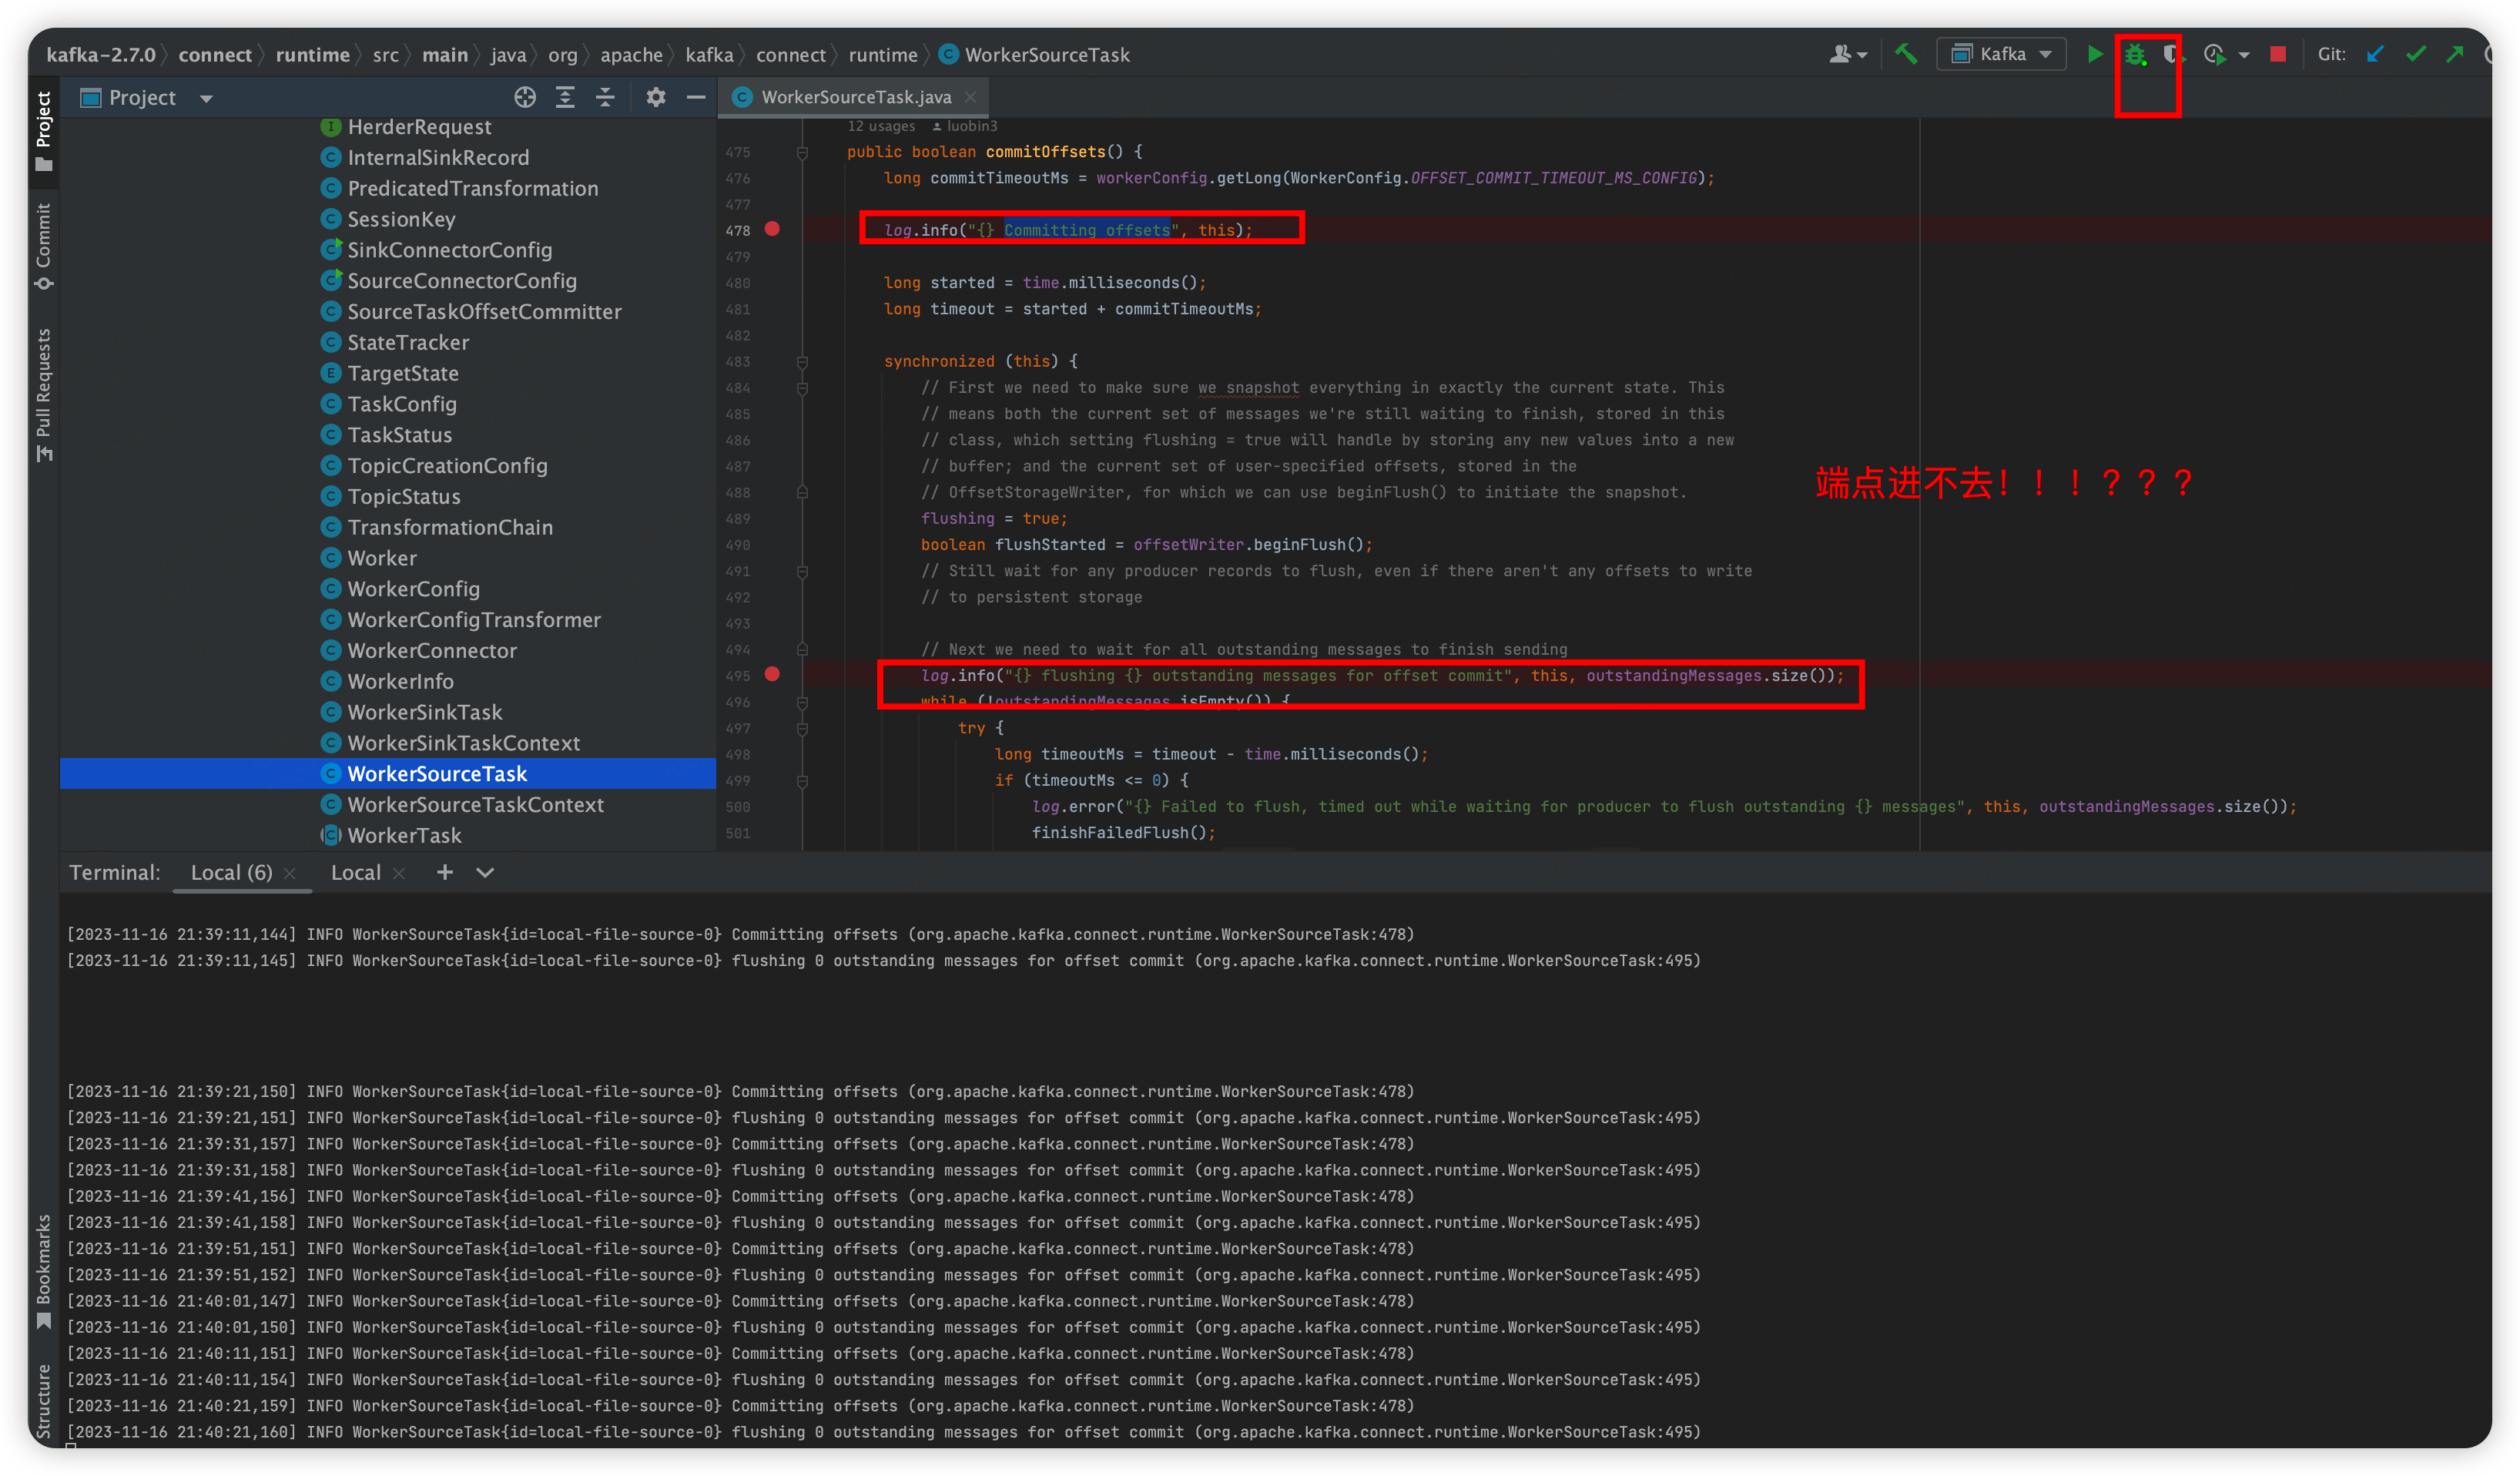 kafka-2.7.0 connect runtime src main java org apache kafka connect runtime WorkerSourceTask Kafka Git:
Project
WorkerSourceTask.java
Project
Commit
Pull Requests
Bookmarks
Structure
HerderRequest
InternalSinkRecord
PredicatedTransformation
SessionKey
SinkConnectorConfig
SourceConnectorConfig
SourceTaskOffsetCommitter
StateTracker
TargetState
TaskConfig
TaskStatus
TopicCreationConfig
TopicStatus
TransformationChain
Worker
WorkerConfig
WorkerConfigTransformer
WorkerConnector
WorkerInfo
WorkerSinkTask
WorkerSinkTaskContext
WorkerSourceTask
WorkerSourceTaskContext
WorkerTask
12 usages luobin3
475 public boolean commitOffsets() {
476 long commitTimeoutMs = workerConfig.getLong(WorkerConfig.OFFSET_COMMIT_TIMEOUT_MS_CONFIG);
477
478 log.info("{} Committing offsets", this);
479
480 long started = time.milliseconds();
481 long timeout = started + commitTimeoutMs;
482
483 synchronized (this) {
484 // First we need to make sure we snapshot everything in exactly the current state. This
485 // means both the current set of messages we're still waiting to finish, stored in this
486 // class, which setting flushing = true will handle by storing any new values into a new
487 // buffer; and the current set of user-specified offsets, stored in the
488 // OffsetStorageWriter, for which we can use beginFlush() to initiate the snapshot.
489 flushing = true;
490 boolean flushStarted = offsetWriter.beginFlush();
491 // Still wait for any producer records to flush, even if there aren't any offsets to write
492 // to persistent storage
493
494 // Next we need to wait for all outstanding messages to finish sending
495 log.info("{} flushing {} outstanding messages for offset commit", this, outstandingMessages.size());
496 while (!outstandingMessages.isEmpty()) {
497 try {
498 long timeoutMs = timeout - time.milliseconds();
499 if (timeoutMs <= 0) {
500 log.error("{} Failed to flush, timed out while waiting for producer to flush outstanding {} messages", this, outstandingMessages.size());
501 finishFailedFlush();
端点进不去！！！？？？
Terminal: Local (6) Local
[2023-11-16 21:39:11,144] INFO WorkerSourceTask{id=local-file-source-0} Committing offsets (org.apache.kafka.connect.runtime.WorkerSourceTask:478)
[2023-11-16 21:39:11,145] INFO WorkerSourceTask{id=local-file-source-0} flushing 0 outstanding messages for offset commit (org.apache.kafka.connect.runtime.WorkerSourceTask:495)
[2023-11-16 21:39:21,150] INFO WorkerSourceTask{id=local-file-source-0} Committing offsets (org.apache.kafka.connect.runtime.WorkerSourceTask:478)
[2023-11-16 21:39:21,151] INFO WorkerSourceTask{id=local-file-source-0} flushing 0 outstanding messages for offset commit (org.apache.kafka.connect.runtime.WorkerSourceTask:495)
[2023-11-16 21:39:31,157] INFO WorkerSourceTask{id=local-file-source-0} Committing offsets (org.apache.kafka.connect.runtime.WorkerSourceTask:478)
[2023-11-16 21:39:31,158] INFO WorkerSourceTask{id=local-file-source-0} flushing 0 outstanding messages for offset commit (org.apache.kafka.connect.runtime.WorkerSourceTask:495)
[2023-11-16 21:39:41,156] INFO WorkerSourceTask{id=local-file-source-0} Committing offsets (org.apache.kafka.connect.runtime.WorkerSourceTask:478)
[2023-11-16 21:39:41,158] INFO WorkerSourceTask{id=local-file-source-0} flushing 0 outstanding messages for offset commit (org.apache.kafka.connect.runtime.WorkerSourceTask:495)
[2023-11-16 21:39:51,151] INFO WorkerSourceTask{id=local-file-source-0} Committing offsets (org.apache.kafka.connect.runtime.WorkerSourceTask:478)
[2023-11-16 21:39:51,152] INFO WorkerSourceTask{id=local-file-source-0} flushing 0 outstanding messages for offset commit (org.apache.kafka.connect.runtime.WorkerSourceTask:495)
[2023-11-16 21:40:01,147] INFO WorkerSourceTask{id=local-file-source-0} Committing offsets (org.apache.kafka.connect.runtime.WorkerSourceTask:478)
[2023-11-16 21:40:01,150] INFO WorkerSourceTask{id=local-file-source-0} flushing 0 outstanding messages for offset commit (org.apache.kafka.connect.runtime.WorkerSourceTask:495)
[2023-11-16 21:40:11,151] INFO WorkerSourceTask{id=local-file-source-0} Committing offsets (org.apache.kafka.connect.runtime.WorkerSourceTask:478)
[2023-11-16 21:40:11,154] INFO WorkerSourceTask{id=local-file-source-0} flushing 0 outstanding messages for offset commit (org.apache.kafka.connect.runtime.WorkerSourceTask:495)
[2023-11-16 21:40:21,159] INFO WorkerSourceTask{id=local-file-source-0} Committing offsets (org.apache.kafka.connect.runtime.WorkerSourceTask:478)
[2023-11-16 21:40:21,160] INFO WorkerSourceTask{id=local-file-source-0} flushing 0 outstanding messages for offset commit (org.apache.kafka.connect.runtime.WorkerSourceTask:495)